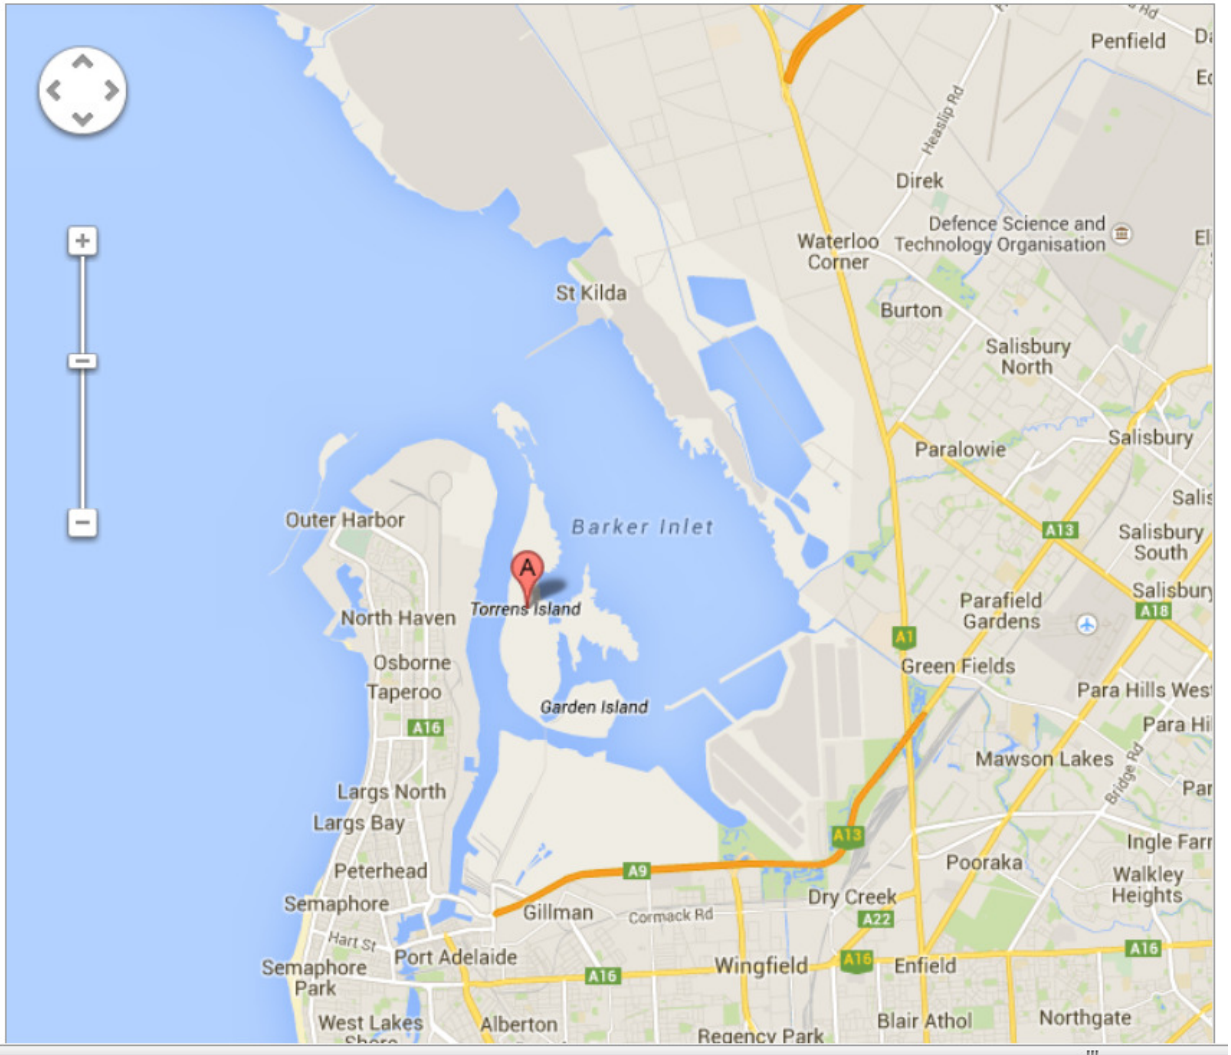 Rd
Penfield
Heaslip Rd
Direk
Defence Science and
Technology Organisation
Waterloo
Corner
St Kilda
Burton
Salisbury
North
Salisbury
Paralowie
Outer Harbor
Barker Inlet
A13
Salisbury
South
A
Salisbury
A18
Torrens Island
North Haven
Parafield
Gardens
A1
Osborne
Green Fields
Taperoo
Para Hills West
Garden Island
A16
Mawson Lakes
Bridge Rd
Largs North
Largs Bay
A13
Ingle Farm
Peterhead
A9
Pooraka
Walkley
Heights
Semaphore
Gillman
Cormack Rd
Dry Creek
A22
Hart St
Port Adelaide
A16
Semaphore
Park
A16
Wingfield
A16
Enfield
West Lakes
Shore
Alberton
Regency Park
Blair Athol
Northgate